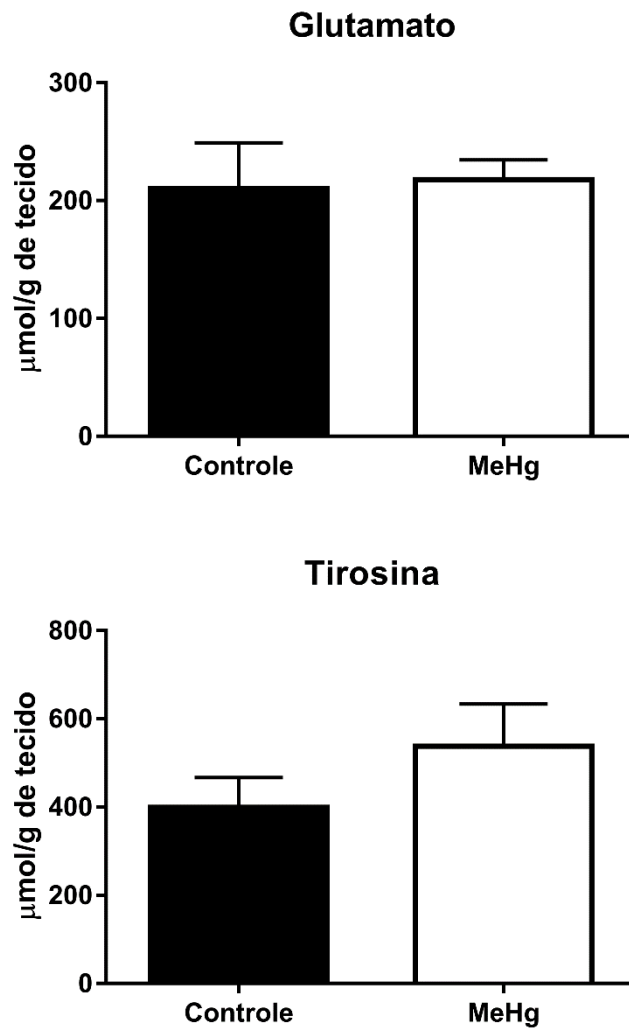 Glutamato
μmol/g de tecido
300
200
100
0
Controle
MeHg
Tirosina
μmol/g de tecido
800
600
400
200
0
Controle
MeHg